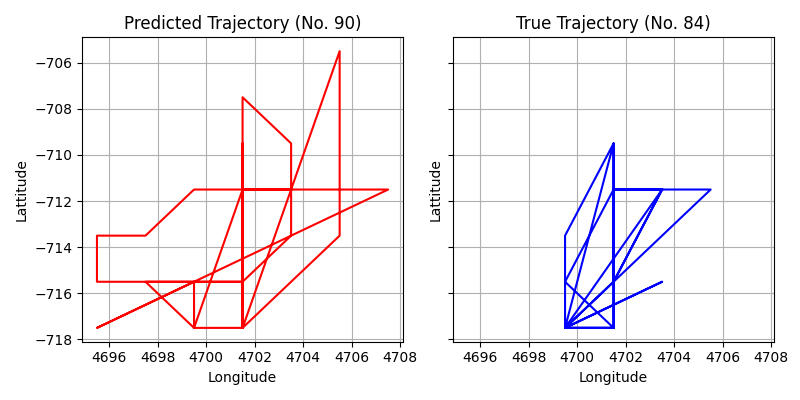 Predicted Trajectory (No. 90)
True Trajectory (No. 84)
−706
−708
−710
−712
−714
−716
−718
Lattitude
Lattitude
4696 4698 4700 4702 4704 4706 4708
4696 4698 4700 4702 4704 4706 4708
Longitude
Longitude